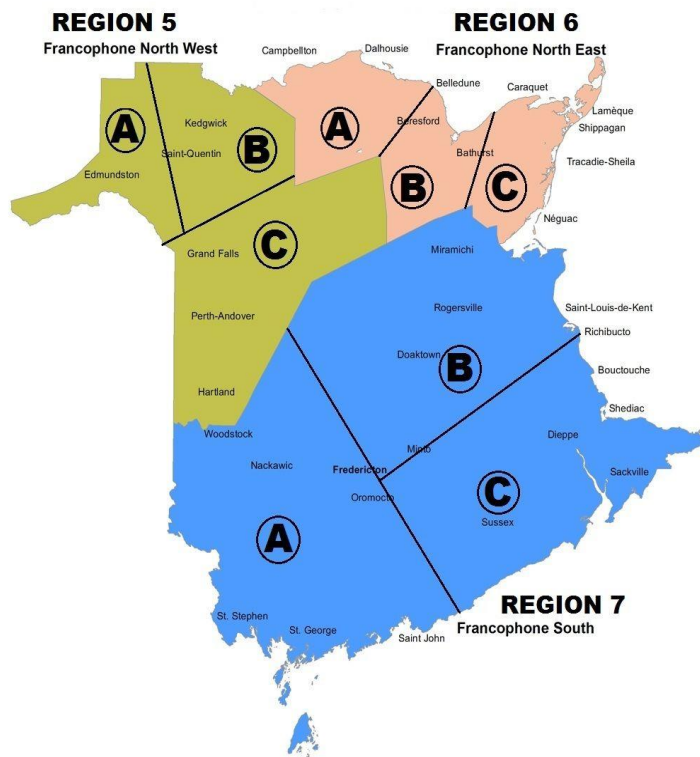 REGION 5
Francophone North West
REGION 6
Francophone North East
Campbellton
Dalhousie
Belledune
Caraquet
Lamèque
Shippagan
Kedgwick
A
B
A
Beresford
Saint-Quentin
Bathurst
Tracadie-Sheila
Edmundston
B
C
Néguac
Grand Falls
C
Miramichi
Perth-Andover
Rogersville
Saint-Louis-de-Kent
Richibucto
Doaktown
B
Bouctouche
Hartland
Shediac
Woodstock
Dieppe
Minto
Nackawic
Fredericton
Sackville
Oromocto
C
Sussex
A
REGION 7
Francophone South
St. Stephen
St. George
Saint John